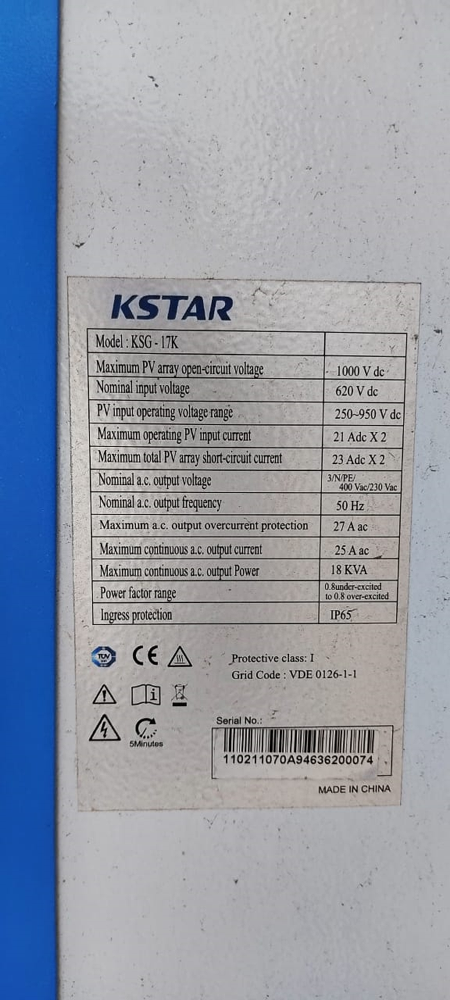 KSTAR
Model : KSG - 17K
Maximum PV array open-circuit voltage 1000 V dc
Nominal input voltage 620 V dc
PV input operating voltage range 250~950 V dc
Maximum operating PV input current 21 Adc X 2
Maximum total PV array short-circuit current 23 Adc X 2
Nominal a.c. output voltage 3/N/PE/
400 Vac/230 Vac
Nominal a.c. output frequency 50 Hz
Maximum a.c. output overcurrent protection 27 A ac
Maximum continuous a.c. output current 25 A ac
Maximum continuous a.c. output Power 18 KVA
Power factor range 0.8under-excited
to 0.8 over-excited
Ingress protection IP65
TÜV CE
Protective class: I
Grid Code : VDE 0126-1-1
5Minutes
Serial No.:
110211070A94636200074
MADE IN CHINA